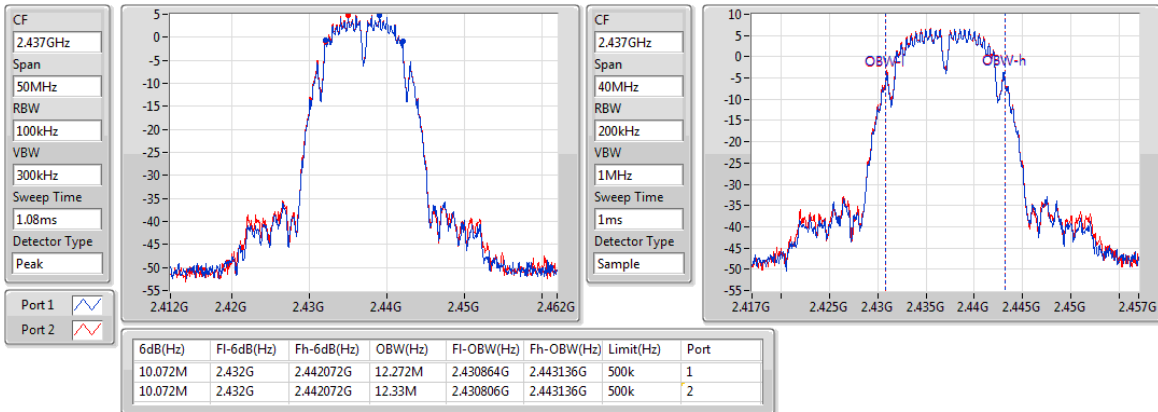 CF
2.437GHz
Span
50MHz
RBW
100kHz
VBW
300kHz
Sweep Time
1.08ms
Detector Type
Peak
Port 1
Port 2
5
0
-5
-10
-15
-20
-25
-30
-35
-40
-45
-50
-55
2.412G 2.42G 2.43G 2.44G 2.45G 2.462G
CF
2.437GHz
Span
40MHz
RBW
200kHz
VBW
1MHz
Sweep Time
1ms
Detector Type
Sample
10
5
0
-5
-10
-15
-20
-25
-30
-35
-40
-45
-50
-55
OBW-l OBW-h
2.417G 2.425G 2.43G 2.435G 2.44G 2.445G 2.45G 2.457G
6dB(Hz) Fl-6dB(Hz) Fh-6dB(Hz) OBW(Hz) Fl-OBW(Hz) Fh-OBW(Hz) Limit(Hz) Port
10.072M 2.432G 2.442072G 12.272M 2.430864G 2.443136G 500k 1
10.072M 2.432G 2.442072G 12.33M 2.430806G 2.443136G 500k 2